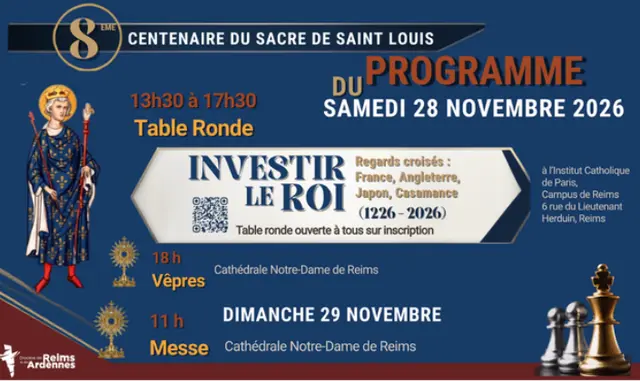 8ÈME
CENTENAIRE DU SACRE DE SAINT LOUIS
PROGRAMME
DU
SAMEDI 28 NOVEMBRE 2026
13h30 à 17h30
Table Ronde
INVESTIR
LE ROI
Regards croisés :
France, Angleterre,
Japon, Casamance
(1226 - 2026)
Table ronde ouverte à tous sur inscription
à l'Institut Catholique
de Paris,
Campus de Reims
6 rue du Lieutenant
Herduin, Reims
18 h
Vêpres
Cathédrale Notre-Dame de Reims
DIMANCHE 29 NOVEMBRE
11 h
Messe
Cathédrale Notre-Dame de Reims
Reims
Ardennes